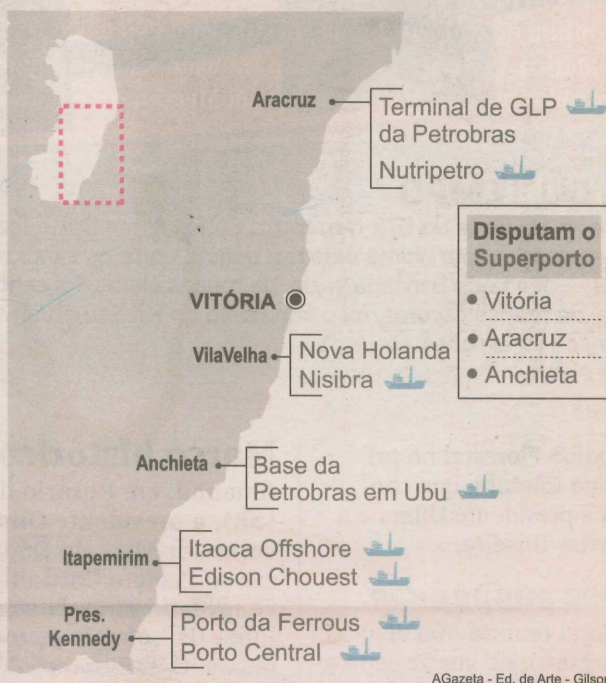 Aracruz
Terminal de GLP
da Petrobras
Nutripetro
Disputam o
Superporto
• Vitória
• Aracruz
• Anchieta
VITÓRIA
VilaVelha
Nova Holanda
Nisibra
Anchieta
Base da
Petrobras em Ubu
Itapemirim
Itaoca Offshore
Edison Chouest
Pres.
Kennedy
Porto da Ferrous
Porto Central
AGazeta - Ed. de Arte - Gilson